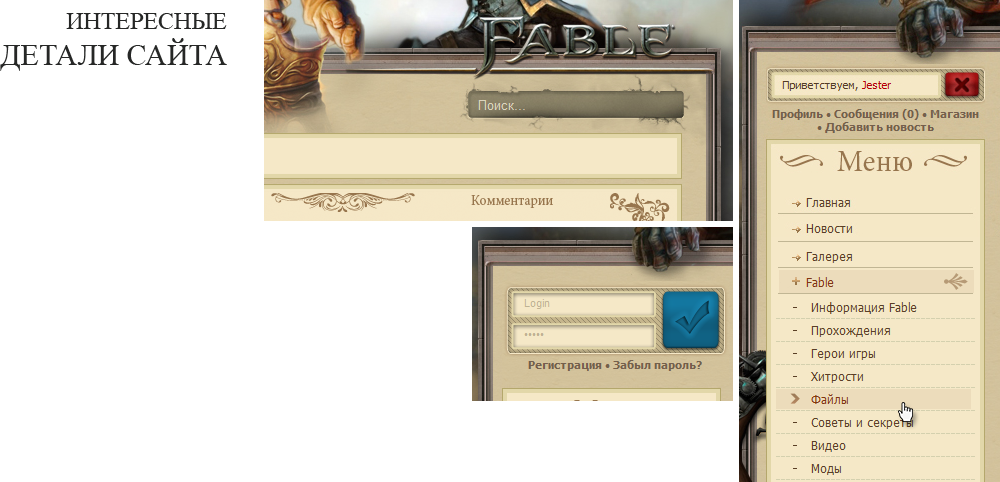 ИНТЕРЕСНЫЕ
ДЕТАЛИ САЙТА
FABLE
Поиск...
Комментарии
Login
•••••
Регистрация • Забыл пароль?
Приветствуем, Jester
Профиль • Сообщения (0) • Магазин
• Добавить новость
Меню
Главная
Новости
Галерея
+ Fable
- Информация Fable
- Прохождения
- Герои игры
- Хитрости
Файлы
- Советы и секреты
- Видео
- Моды